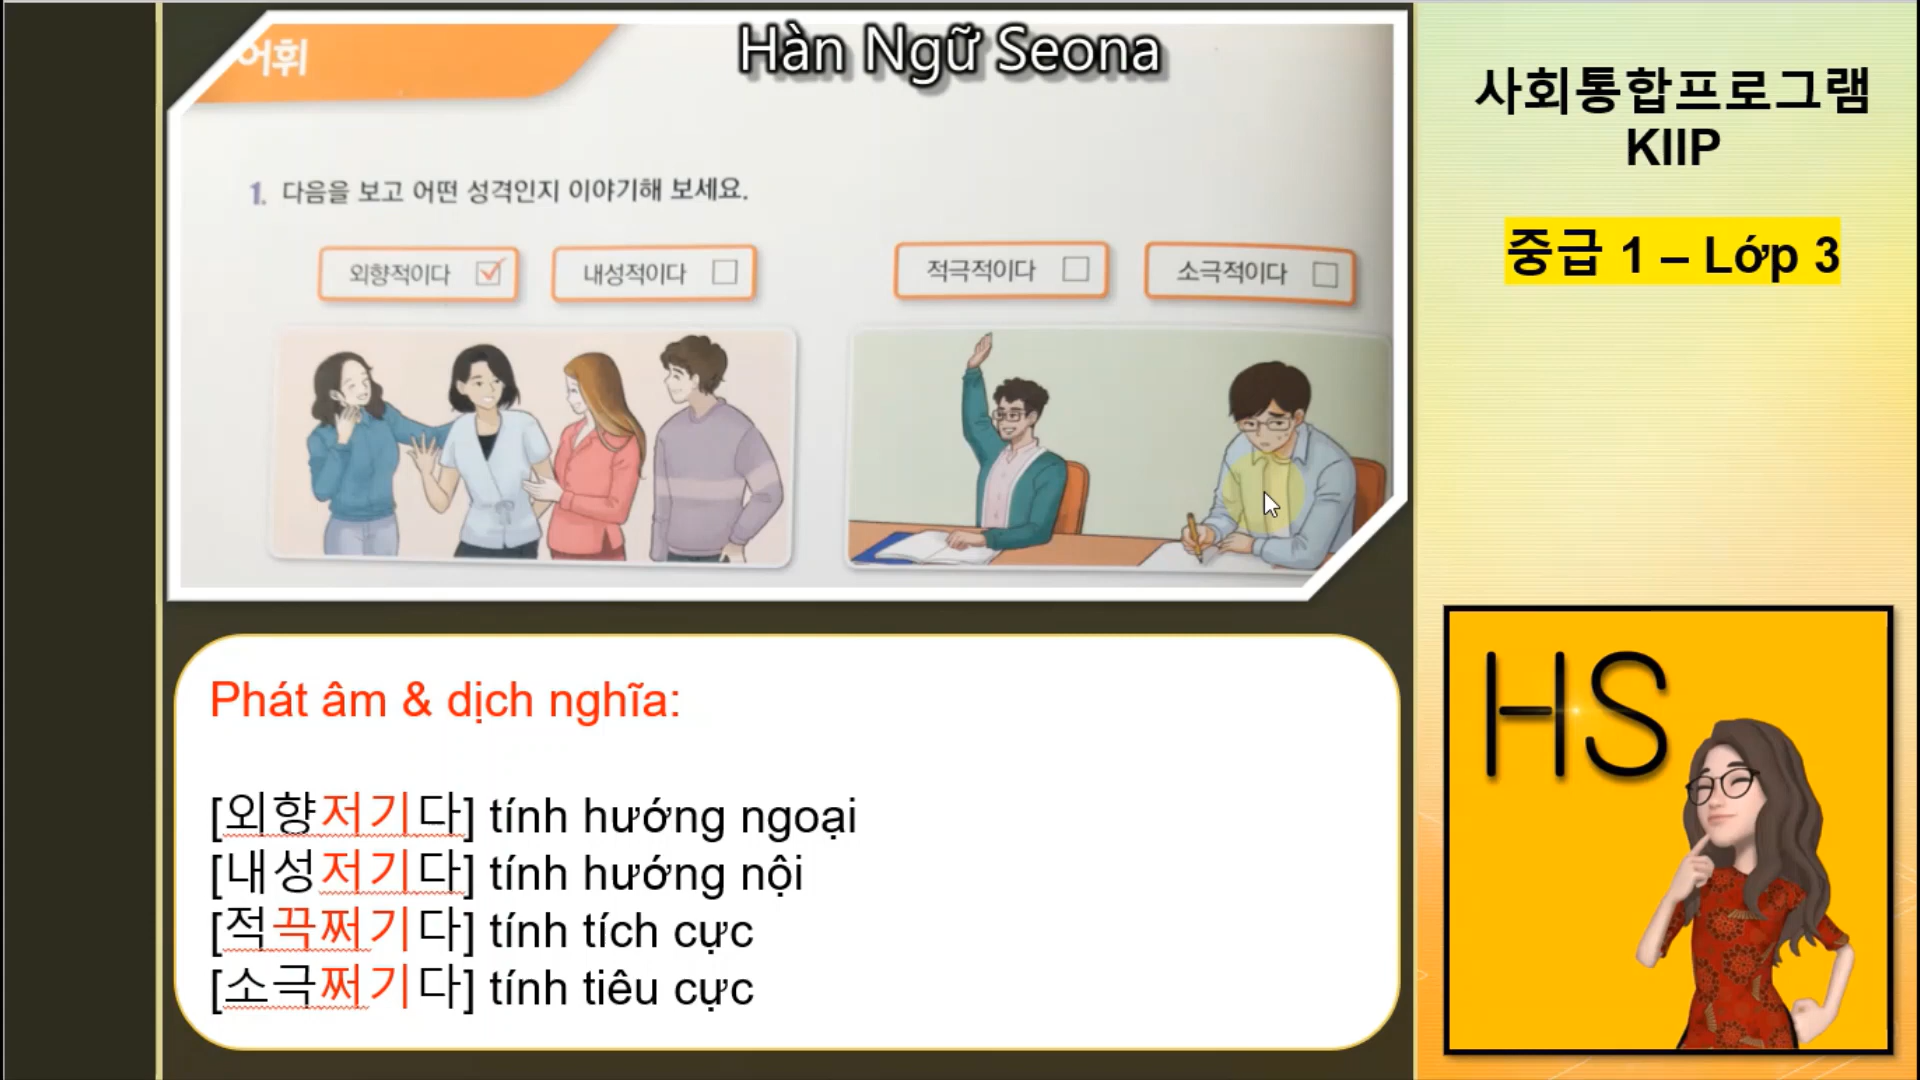 어휘
Hàn Ngữ Seona
1. 다음을 보고 어떤 성격인지 이야기해 보세요.
외향적이다 내성적이다 적극적이다 소극적이다
사회통합프로그램
KIIP
중급 1 – Lớp 3
Phát âm & dịch nghĩa:
[외향저기다] tính hướng ngoại
[내성저기다] tính hướng nội
[적끅쩌기다] tính tích cực
[소극쩌기다] tính tiêu cực
HS